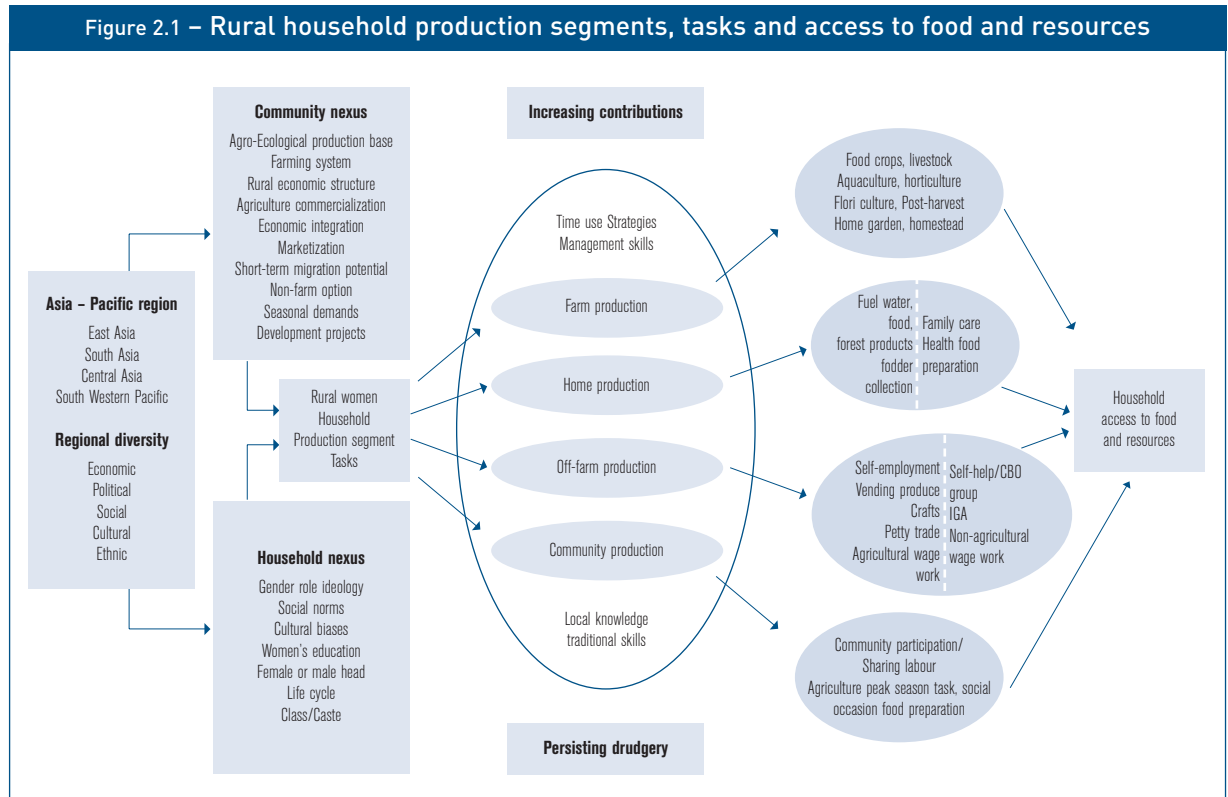 Figure 2.1 – Rural household production segments, tasks and access to food and resources
Asia – Pacific region
East Asia
South Asia
Central Asia
South Western Pacific
Regional diversity
Economic
Political
Social
Cultural
Ethnic
Community nexus
Agro-Ecological production base
Farming system
Rural economic structure
Agriculture commercialization
Economic integration
Marketization
Short-term migration potential
Non-farm option
Seasonal demands
Development projects
Rural women
Household
Production segment
Tasks
Household nexus
Gender role ideology
Social norms
Cultural biases
Women's education
Female or male head
Life cycle
Class/Caste
Increasing contributions
Time use Strategies
Management skills
Farm production
Home production
Off-farm production
Community production
Local knowledge
traditional skills
Persisting drudgery
Food crops, livestock
Aquaculture, horticulture
Flori culture, Post-harvest
Home garden, homestead
Fuel water,
food,
forest products
fodder
collection
Family care
Health food
preparation
Self-employment
Vending produce
Crafts
Petty trade
Agricultural wage
work
Self-help/CBO
group
IGA
Non-agricultural
wage work
Community participation/
Sharing labour
Agriculture peak season task, social
occasion food preparation
Household
access to food
and resources